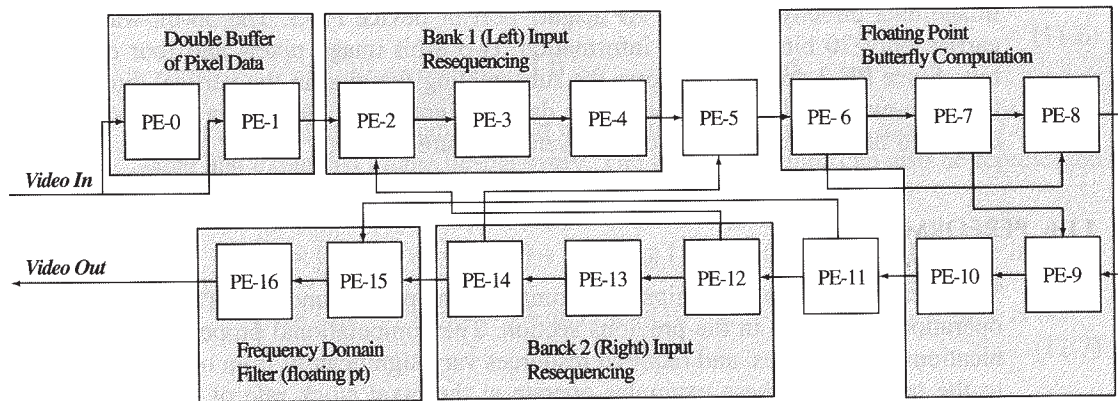 Double Buffer
of Pixel Data
Bank 1 (Left) Input
Resequencing
Floating Point
Butterfly Computation
PE-0
PE-1
PE-2
PE-3
PE-4
PE-5
PE- 6
PE-7
PE-8
Video In
Video Out
PE-16
PE-15
PE-14
PE-13
PE-12
PE-11
PE-10
PE-9
Frequency Domain
Filter (floating pt)
Banck 2 (Right) Input
Resequencing